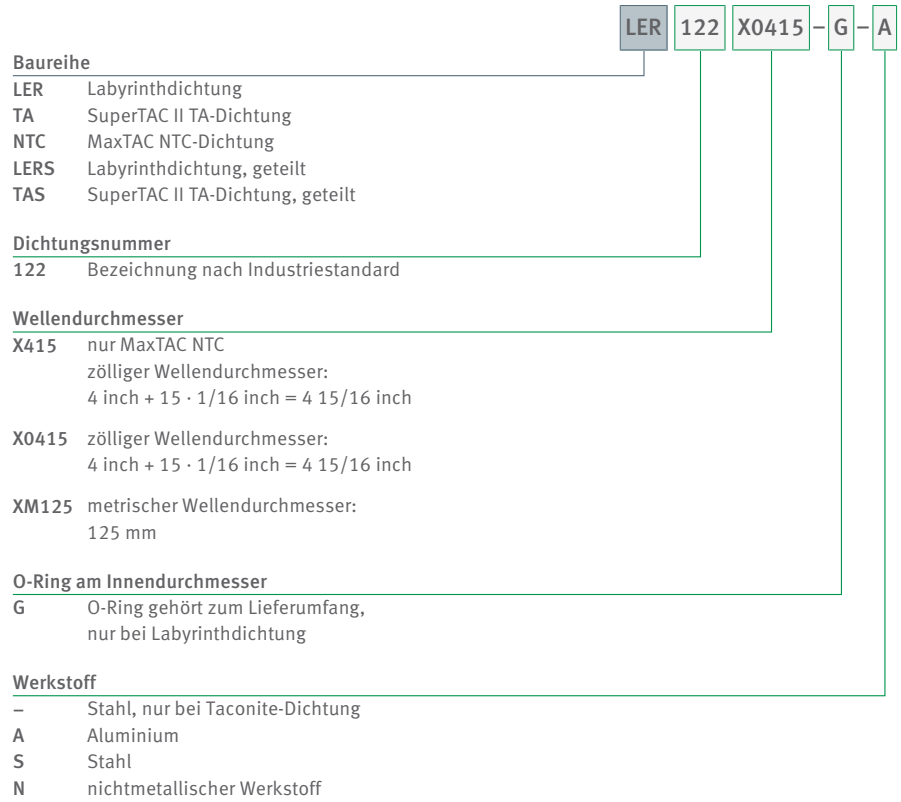 LER 122 X0415 – G – A
Baureihe
LER Labyrinthdichtung
TA SuperTAC II TA-Dichtung
NTC MaxTAC NTC-Dichtung
LERS Labyrinthdichtung, geteilt
TAS SuperTAC II TA-Dichtung, geteilt
Dichtungsnummer
122 Bezeichnung nach Industriestandard
Wellendurchmesser
X415 nur MaxTAC NTC
zölliger Wellendurchmesser:
4 inch + 15 · 1/16 inch = 4 15/16 inch
X0415 zölliger Wellendurchmesser:
4 inch + 15 · 1/16 inch = 4 15/16 inch
XM125 metrischer Wellendurchmesser:
125 mm
O-Ring am Innendurchmesser
G O-Ring gehört zum Lieferumfang,
nur bei Labyrinthdichtung
Werkstoff
– Stahl, nur bei Taconite-Dichtung
A Aluminium
S Stahl
N nichtmetallischer Werkstoff